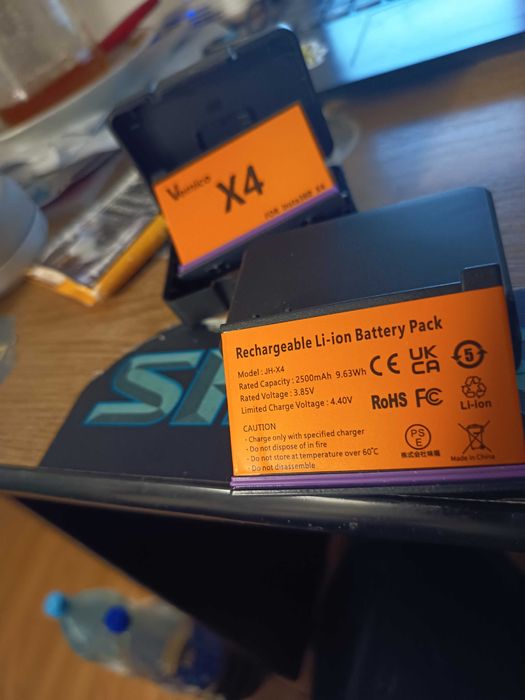 X4
FOR Insta360 X4
Rechargeable Li-ion Battery Pack
Model : JH-X4
Rated Capacity : 2500mAh 9.63Wh
Rated Voltage : 3.85V
Limited Charge Voltage : 4.40V
CAUTION
- Charge only with specified charger
- Do not dispose of in fire
- Do not store at temperature over 60℃
- Do not disassemble
CE UK CA 5
RoHS FC Li-ion
PS E
Made In China